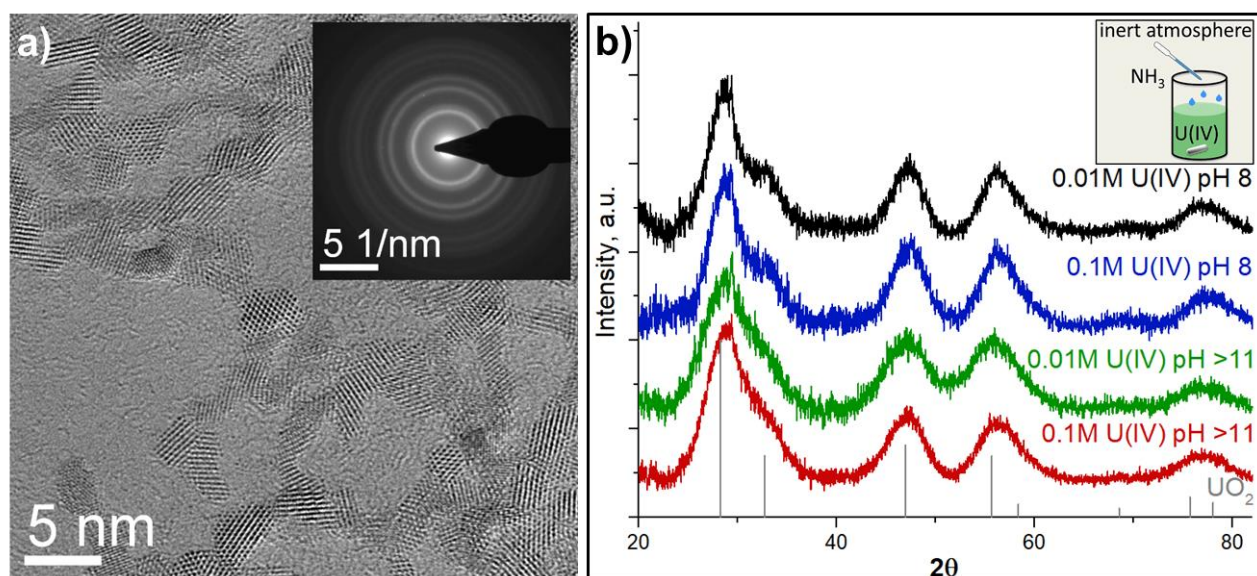 a)
5 1/nm
5 nm
b)
inert atmosphere
NH₃
U(IV)
0.01M U(IV) pH 8
0.1M U(IV) pH 8
0.01M U(IV) pH >11
0.1M U(IV) pH >11
UO₂
Intensity, a.u.
20 40 60 80
2θ